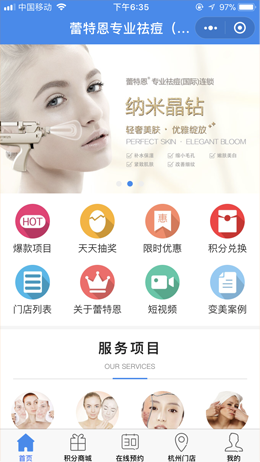 中国移动 下午6:35 97%
蕾特恩专业祛痘（...
蕾特恩®专业祛痘(国际)连锁
纳米晶钻
轻奢美肤·优雅绽放
PERFECT SKIN · ELEGANT BLOOM
HOT 惠
爆款项目 天天抽奖 限时优惠 积分兑换
门店列表 关于蕾特恩 短视频 变美案例
服务项目
OUR SERVICES
首页 积分商城 在线预约 杭州门店 我的